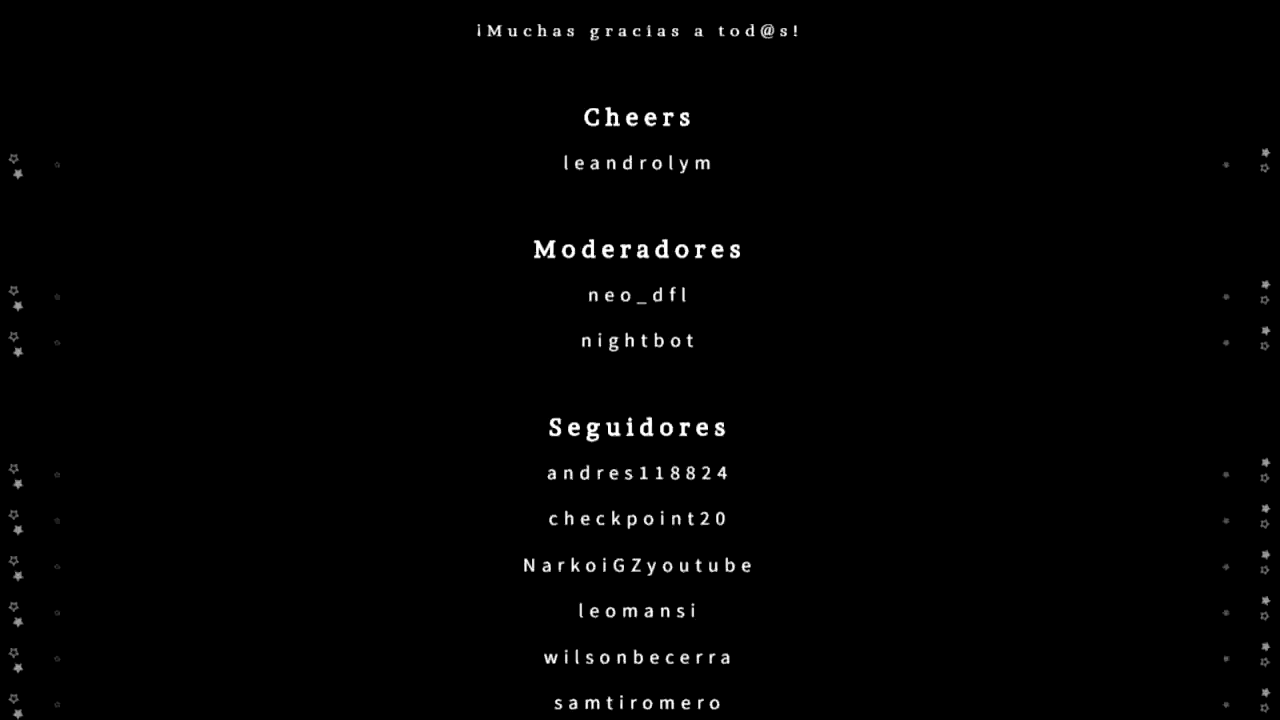 ¡Muchas gracias a tod@s!
Cheers
leandrolym
Moderadores
neo_dfl
nightbot
Seguidores
andres118824
checkpoint20
NarkoiGZyoutube
leomansi
wilsonbecerra
samtiromero